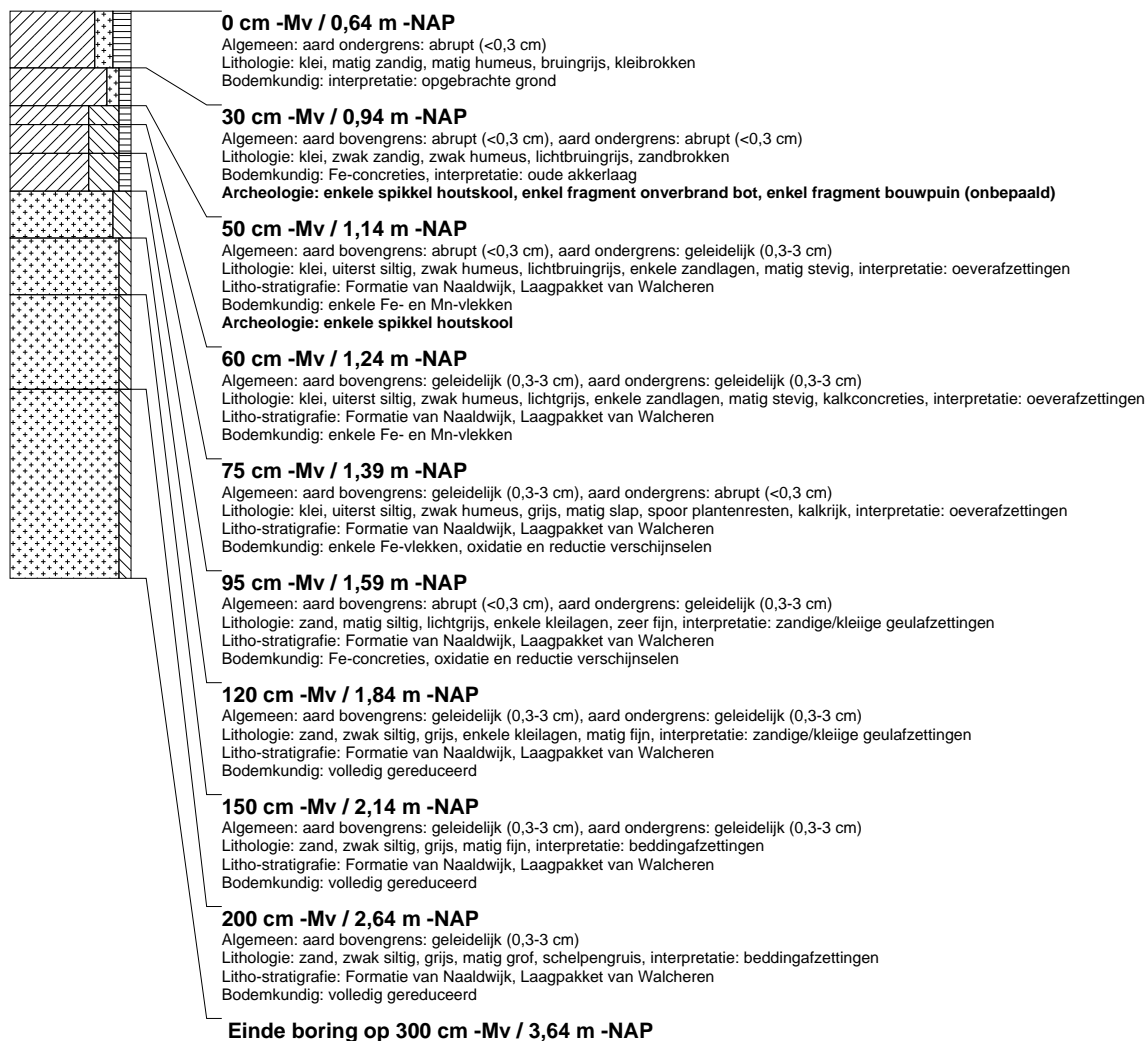 0 cm -Mv / 0,64 m -NAP
Algemeen: aard ondergrens: abrupt (<0,3 cm)
Lithologie: klei, matig zandig, matig humeus, bruingrijs, kleibrokken
Bodemkundig: interpretatie: opgebrachte grond
30 cm -Mv / 0,94 m -NAP
Algemeen: aard bovengrens: abrupt (<0,3 cm), aard ondergrens: abrupt (<0,3 cm)
Lithologie: klei, zwak zandig, zwak humeus, lichtbruingrijs, zandbrokken
Bodemkundig: Fe-concreties, interpretatie: oude akkerlaag
Archeologie: enkele spikkel houtskool, enkel fragment onverbrand bot, enkel fragment bouwpuin (onbepaald)
50 cm -Mv / 1,14 m -NAP
Algemeen: aard bovengrens: abrupt (<0,3 cm), aard ondergrens: geleidelijk (0,3-3 cm)
Lithologie: klei, uiterst siltig, zwak humeus, lichtbruingrijs, enkele zandlagen, matig stevig, interpretatie: oeverafzettingen
Litho-stratigrafie: Formatie van Naaldwijk, Laagpakket van Walcheren
Bodemkundig: enkele Fe- en Mn-vlekken
Archeologie: enkele spikkel houtskool
60 cm -Mv / 1,24 m -NAP
Algemeen: aard bovengrens: geleidelijk (0,3-3 cm), aard ondergrens: geleidelijk (0,3-3 cm)
Lithologie: klei, uiterst siltig, zwak humeus, lichtgrijs, enkele zandlagen, matig stevig, kalkconcreties, interpretatie: oeverafzettingen
Litho-stratigrafie: Formatie van Naaldwijk, Laagpakket van Walcheren
Bodemkundig: enkele Fe- en Mn-vlekken
75 cm -Mv / 1,39 m -NAP
Algemeen: aard bovengrens: geleidelijk (0,3-3 cm), aard ondergrens: abrupt (<0,3 cm)
Lithologie: klei, uiterst siltig, zwak humeus, grijs, matig slap, spoor plantenresten, kalkrijk, interpretatie: oeverafzettingen
Litho-stratigrafie: Formatie van Naaldwijk, Laagpakket van Walcheren
Bodemkundig: enkele Fe-vlekken, oxidatie en reductie verschijnselen
95 cm -Mv / 1,59 m -NAP
Algemeen: aard bovengrens: abrupt (<0,3 cm), aard ondergrens: geleidelijk (0,3-3 cm)
Lithologie: zand, matig siltig, lichtgrijs, enkele kleilagen, zeer fijn, interpretatie: zandige/kleiige geulafzettingen
Litho-stratigrafie: Formatie van Naaldwijk, Laagpakket van Walcheren
Bodemkundig: Fe-concreties, oxidatie en reductie verschijnselen
120 cm -Mv / 1,84 m -NAP
Algemeen: aard bovengrens: geleidelijk (0,3-3 cm), aard ondergrens: geleidelijk (0,3-3 cm)
Lithologie: zand, zwak siltig, grijs, enkele kleilagen, matig fijn, interpretatie: zandige/kleiige geulafzettingen
Litho-stratigrafie: Formatie van Naaldwijk, Laagpakket van Walcheren
Bodemkundig: volledig gereduceerd
150 cm -Mv / 2,14 m -NAP
Algemeen: aard bovengrens: geleidelijk (0,3-3 cm), aard ondergrens: geleidelijk (0,3-3 cm)
Lithologie: zand, zwak siltig, grijs, matig fijn, interpretatie: beddingafzettingen
Litho-stratigrafie: Formatie van Naaldwijk, Laagpakket van Walcheren
Bodemkundig: volledig gereduceerd
200 cm -Mv / 2,64 m -NAP
Algemeen: aard bovengrens: geleidelijk (0,3-3 cm)
Lithologie: zand, zwak siltig, grijs, matig grof, schelpengruis, interpretatie: beddingafzettingen
Litho-stratigrafie: Formatie van Naaldwijk, Laagpakket van Walcheren
Bodemkundig: volledig gereduceerd
Einde boring op 300 cm -Mv / 3,64 m -NAP